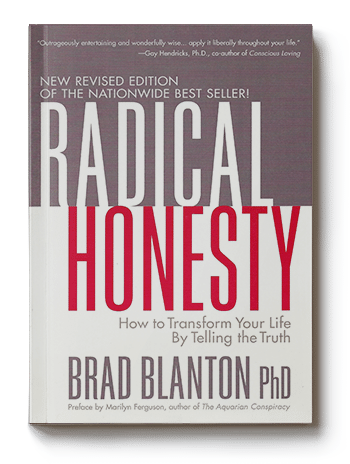 "Outrageously entertaining and wonderfully wise... apply it liberally throughout your life."
—Gay Hendricks, Ph.D., co-author of Conscious Loving
NEW REVISED EDITION
OF THE NATIONWIDE BEST SELLER!
RADICAL
HONESTY
How to Transform Your Life
By Telling the Truth
BRAD BLANTON PhD
Preface by Marilyn Ferguson, author of The Aquarian Conspiracy